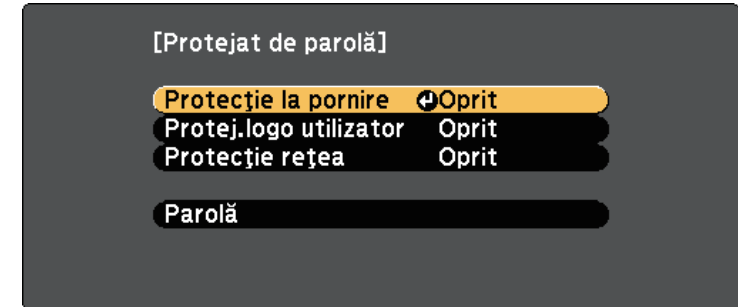 [Protejat de parolă]
Protecţie la pornire Oprit
Protej.logo utilizator Oprit
Protecţie reţea Oprit
Parolă